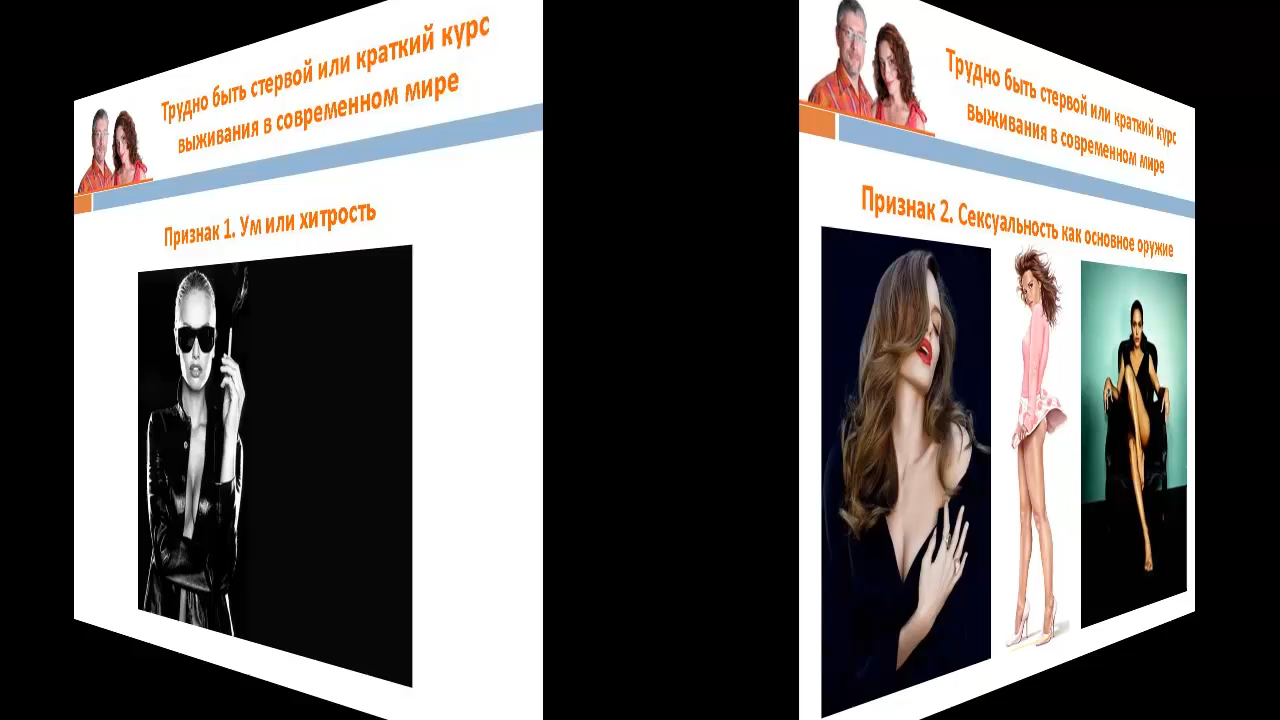 Трудно быть стервой или краткий курс
выживания в современном мире
Признак 1. Ум или хитрость
Трудно быть стервой или краткий курс
выживания в современном мире
Признак 2. Сексуальность как основное оружие